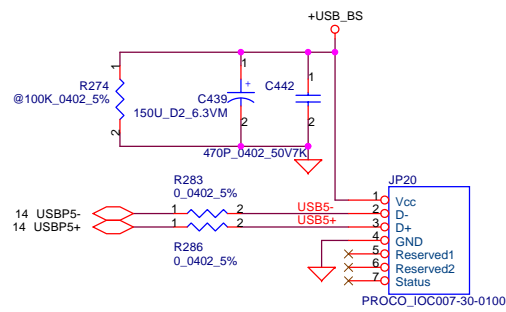 +USB_BS
1
1
1
R274
@100K_0402_5%
C439
+
150U_D2_6.3VM
C442
2
2
2
470P_0402_50V7K
R283
0_0402_5%
JP20
14 USBP5- 1 2 USB5-
14 USBP5+ 1 2 USB5+
R286
0_0402_5%
1 Vcc
2 D-
3 D+
4 GND
5 Reserved1
6 Reserved2
7 Status
PROCO_IOC007-30-0100